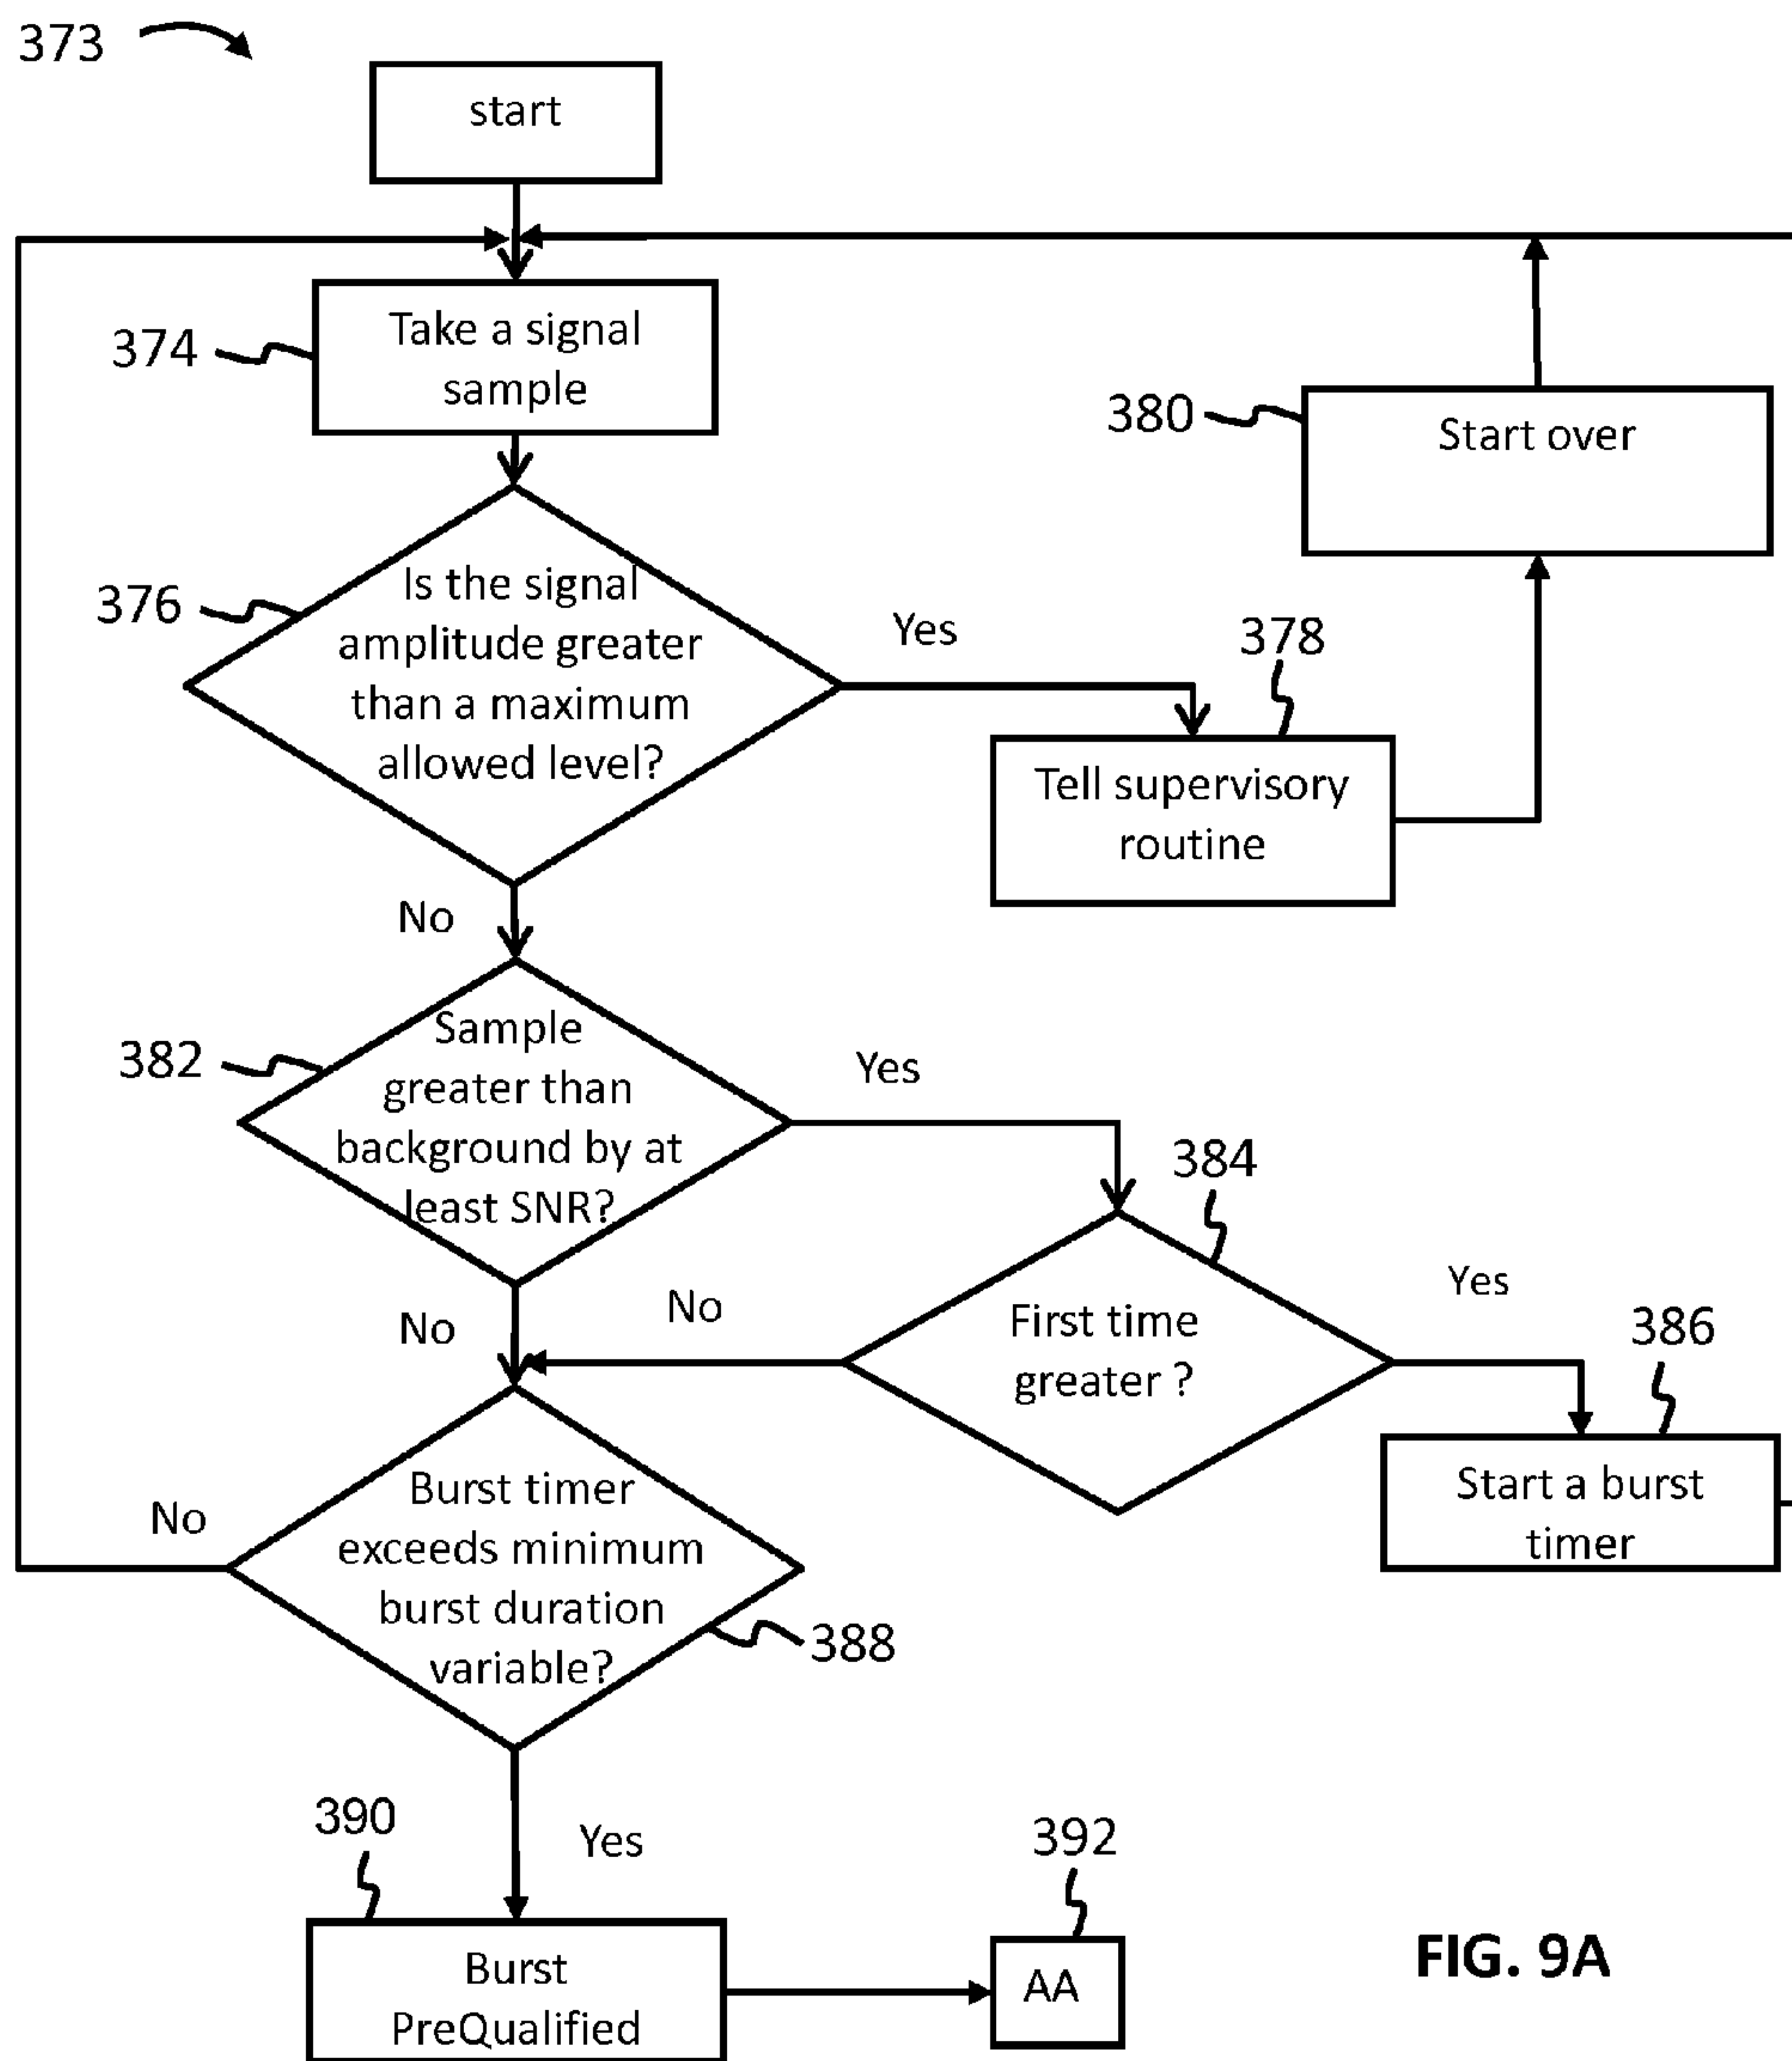 373
start
374
Take a signal
sample
380
Start over
376
Is the signal
amplitude greater
than a maximum
allowed level?
Yes
378
Tell supervisory
routine
No
382
Sample
greater than
background by at
least SNR?
Yes
384
No
No
First time
greater ?
Yes
386
Start a burst
timer
No
Burst timer
exceeds minimum
burst duration
variable?
388
390
Yes
392
Burst
PreQualified
AA
FIG. 9A